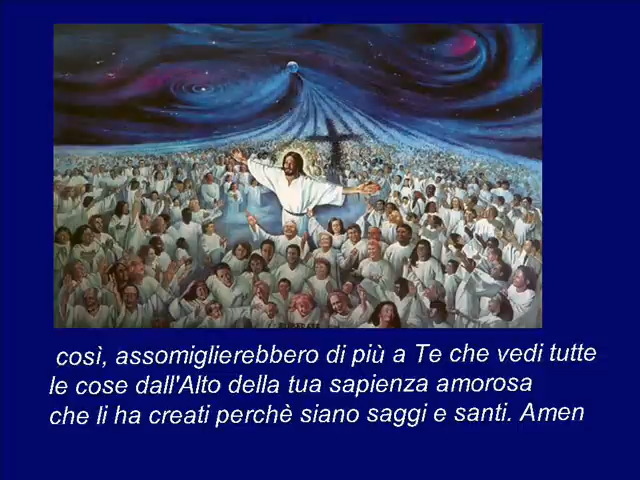 così, assomiglierebbero di più a Te che vedi tutte
le cose dall'Alto della tua sapienza amorosa
che li ha creati perchè siano saggi e santi. Amen